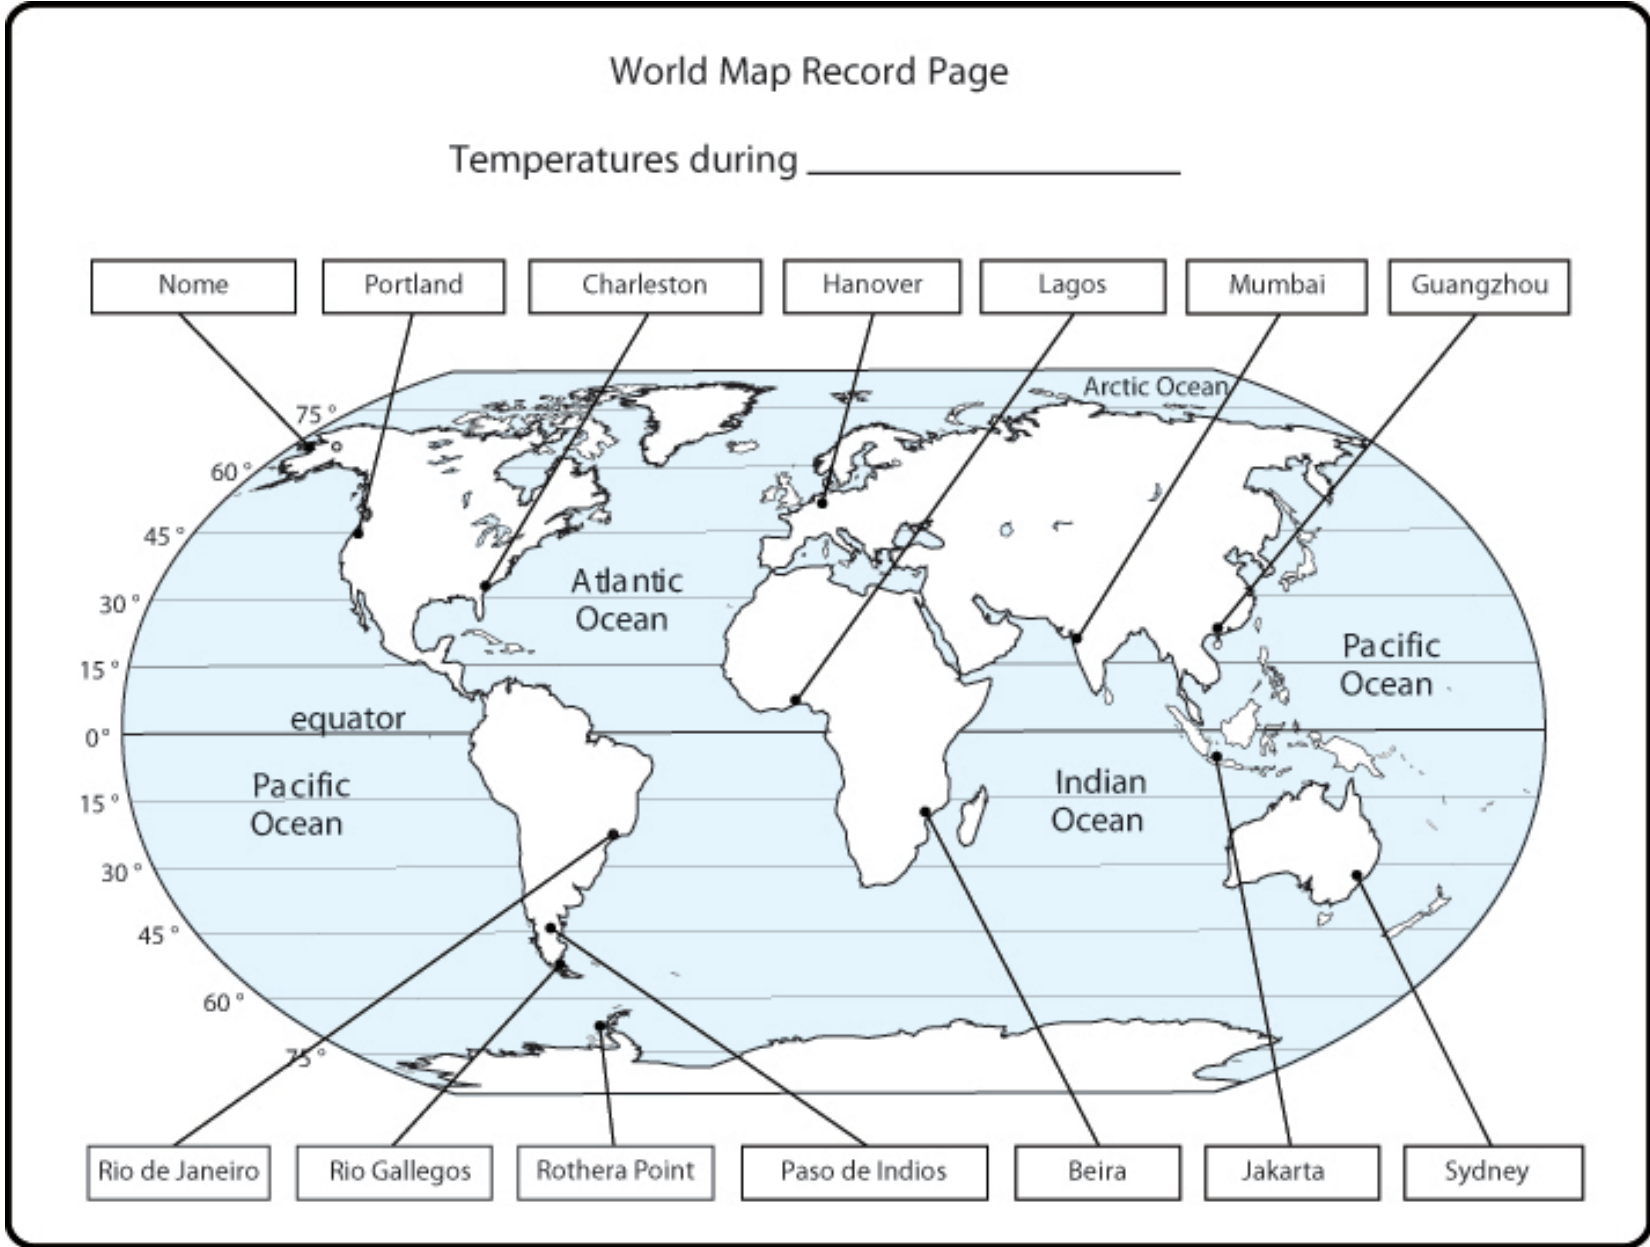 World Map Record Page
Temperatures during
Nome
Portland
Charleston
Hanover
Lagos
Mumbai
Guangzhou
Arctic Ocean
75°
60°
45°
Atlantic
Ocean
30°
Pacific
Ocean
15°
equator
0°
Pacific
Ocean
Indian
Ocean
15°
30°
45°
60°
75°
Rio de Janeiro
Rio Gallegos
Rothera Point
Paso de Indios
Beira
Jakarta
Sydney